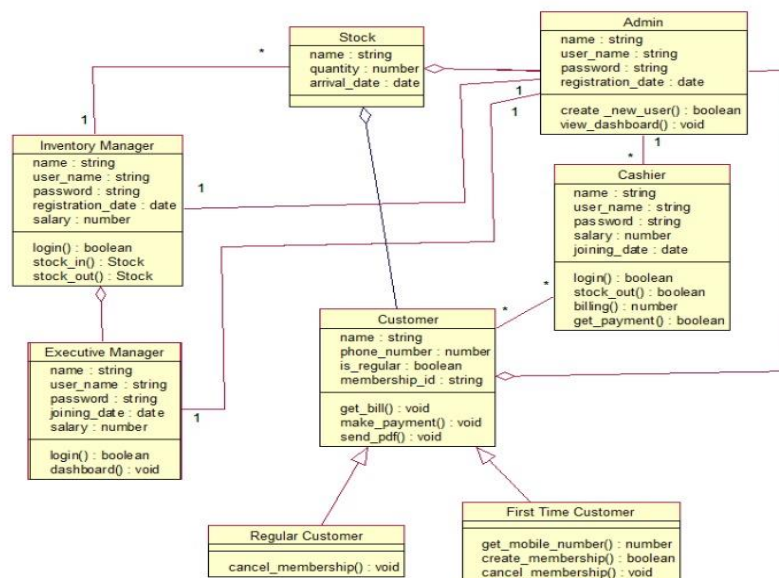 Stock
name : string
quantity : number
arrival_date : date
Admin
name : string
user_name : string
password : string
registration_date : date
create _new_user() : boolean
view_dashboard() : void
*
1
1
1
1
*
Inventory Manager
name : string
user_name : string
password : string
registration_date : date
salary : number
login() : boolean
stock_in() : Stock
stock_out() : Stock
1
Cashier
name : string
user_name : string
password : string
salary : number
joining_date : date
login() : boolean
stock_out() : boolean
billing() : number
get_payment() : boolean
*
*
Executive Manager
name : string
user_name : string
password : string
joining_date : date
salary : number
login() : boolean
dashboard() : void
1
Customer
name : string
phone_number : number
is_regular : boolean
membership_id : string
get_bill() : void
make_payment() : void
send_pdf() : void
Regular Customer
cancel_membership() : void
First Time Customer
get_mobile_number() : number
create_membership() : boolean
cancel_membership() : void